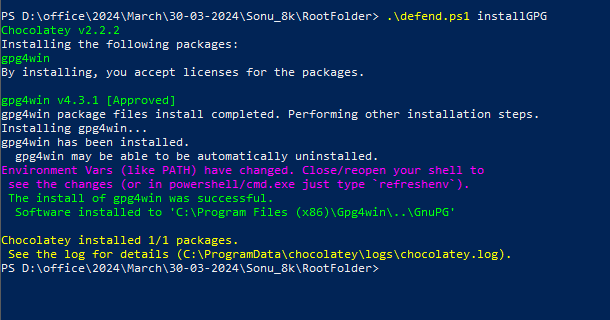 PS D:\office\2024\March\30-03-2024\Sonu_8k\RootFolder> .\defend.ps1 installGPG
Chocolatey v2.2.2
Installing the following packages:
gpg4win
By installing, you accept licenses for the packages.
gpg4win v4.3.1 [Approved]
gpg4win package files install completed. Performing other installation steps.
Installing gpg4win...
gpg4win has been installed.
  gpg4win may be able to be automatically uninstalled.
Environment Vars (like PATH) have changed. Close/reopen your shell to
 see the changes (or in powershell/cmd.exe just type `refreshenv`).
 The install of gpg4win was successful.
  Software installed to 'C:\Program Files (x86)\Gpg4win\..\GnuPG'
Chocolatey installed 1/1 packages.
 See the log for details (C:\ProgramData\chocolatey\logs\chocolatey.log).
PS D:\office\2024\March\30-03-2024\Sonu_8k\RootFolder>